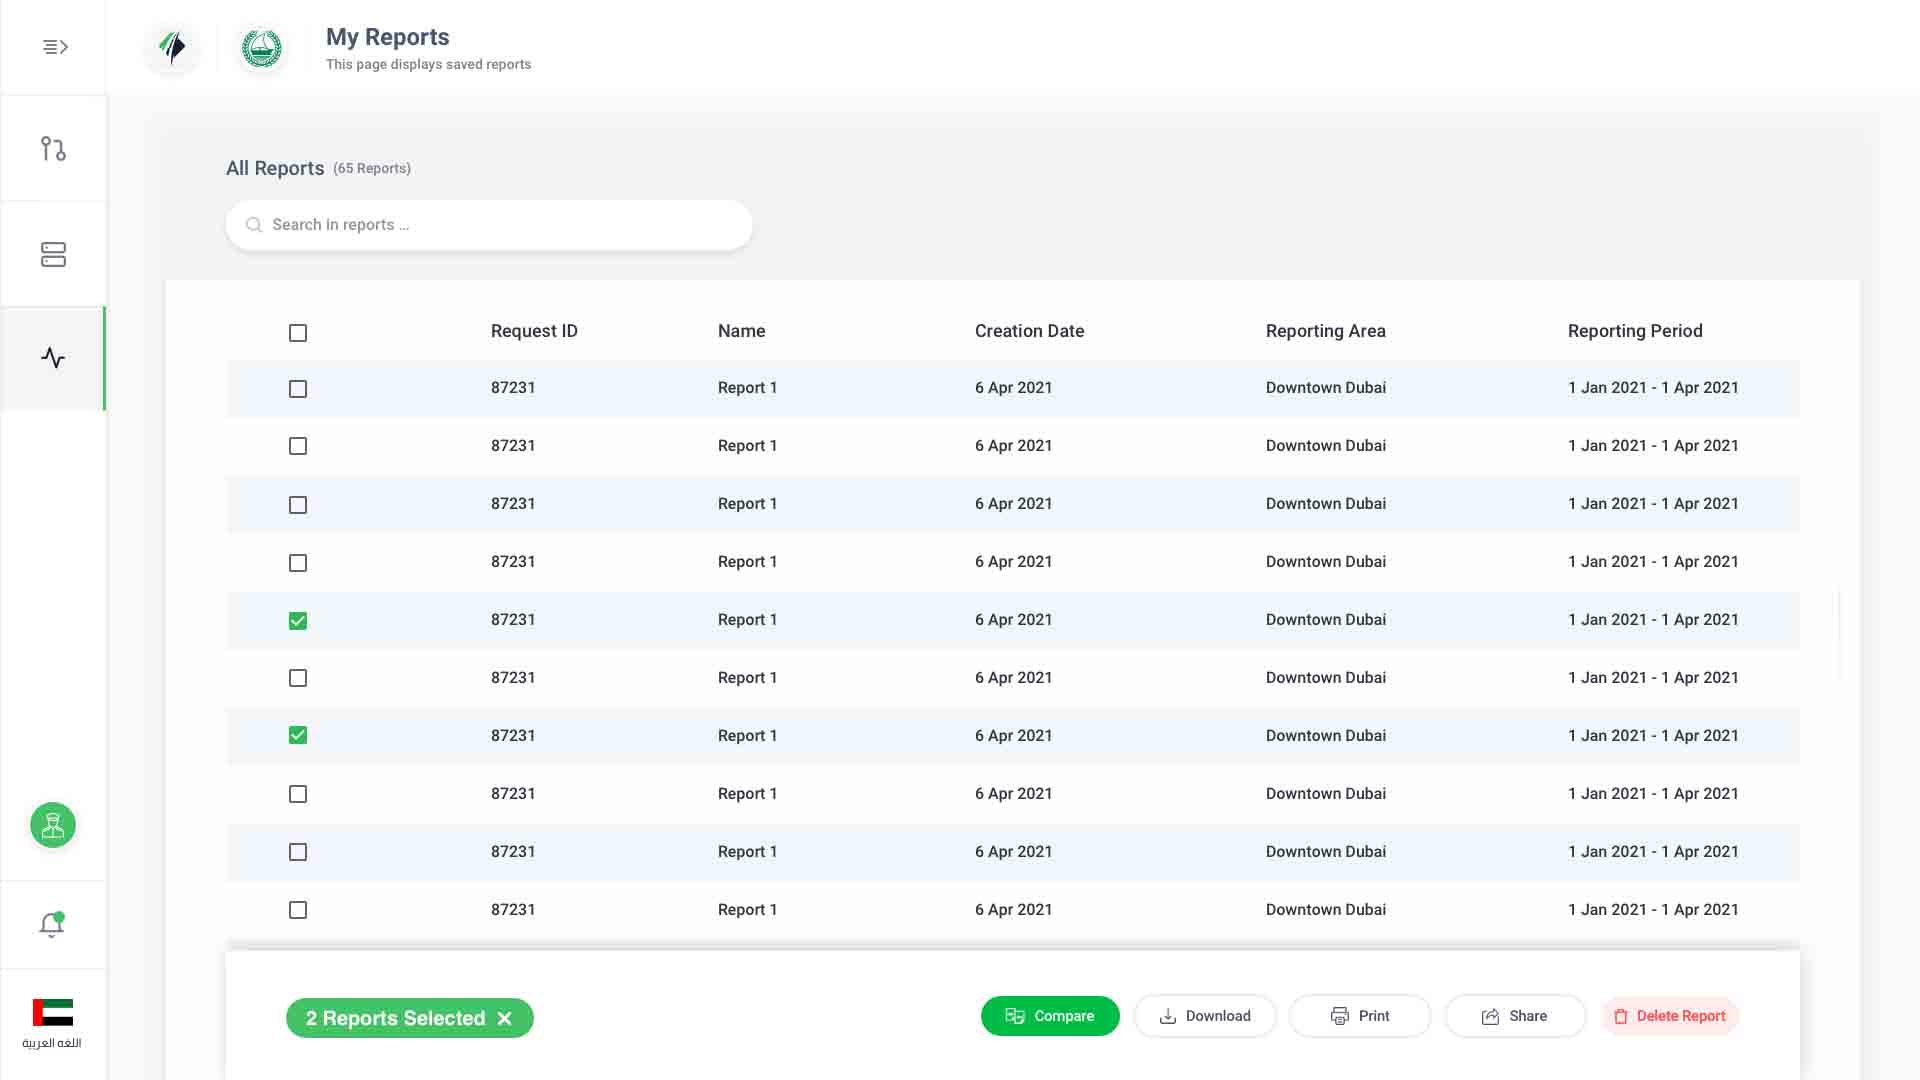 My Reports
This page displays saved reports
All Reports (65 Reports)
Search in reports ...
Request ID Name Creation Date Reporting Area Reporting Period
87231 Report 1 6 Apr 2021 Downtown Dubai 1 Jan 2021 - 1 Apr 2021
87231 Report 1 6 Apr 2021 Downtown Dubai 1 Jan 2021 - 1 Apr 2021
87231 Report 1 6 Apr 2021 Downtown Dubai 1 Jan 2021 - 1 Apr 2021
87231 Report 1 6 Apr 2021 Downtown Dubai 1 Jan 2021 - 1 Apr 2021
87231 Report 1 6 Apr 2021 Downtown Dubai 1 Jan 2021 - 1 Apr 2021
87231 Report 1 6 Apr 2021 Downtown Dubai 1 Jan 2021 - 1 Apr 2021
87231 Report 1 6 Apr 2021 Downtown Dubai 1 Jan 2021 - 1 Apr 2021
87231 Report 1 6 Apr 2021 Downtown Dubai 1 Jan 2021 - 1 Apr 2021
87231 Report 1 6 Apr 2021 Downtown Dubai 1 Jan 2021 - 1 Apr 2021
87231 Report 1 6 Apr 2021 Downtown Dubai 1 Jan 2021 - 1 Apr 2021
2 Reports Selected Compare Download Print Share Delete Report
اللغه العربية